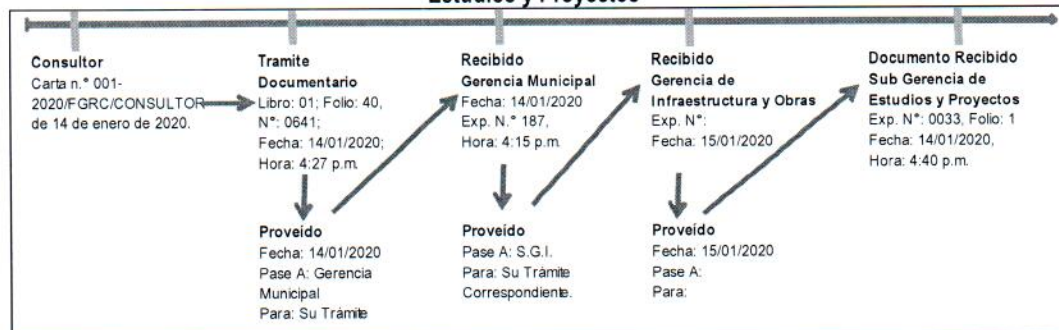 Estudios y Proyectos
Consultor
Carta n.° 001-
2020/FGRC/CONSULTOR
de 14 de enero de 2020.
Tramite
Documentario
Libro: 01; Folio: 40,
N°: 0641;
Fecha: 14/01/2020;
Hora: 4:27 p.m.
Proveído
Fecha: 14/01/2020
Pase A: Gerencia
Municipal
Para: Su Trámite
Recibido
Gerencia Municipal
Fecha: 14/01/2020
Exp. N.° 187,
Hora: 4:15 p.m.
Proveído
Pase A: S.G.I.
Para: Su Trámite
Correspondiente.
Recibido
Gerencia de
Infraestructura y Obras
Exp. N°:
Fecha: 15/01/2020
Proveído
Fecha: 15/01/2020
Pase A:
Para:
Documento Recibido
Sub Gerencia de
Estudios y Proyectos
Exp. N°: 0033, Folio: 1
Fecha: 14/01/2020,
Hora: 4:40 p.m.